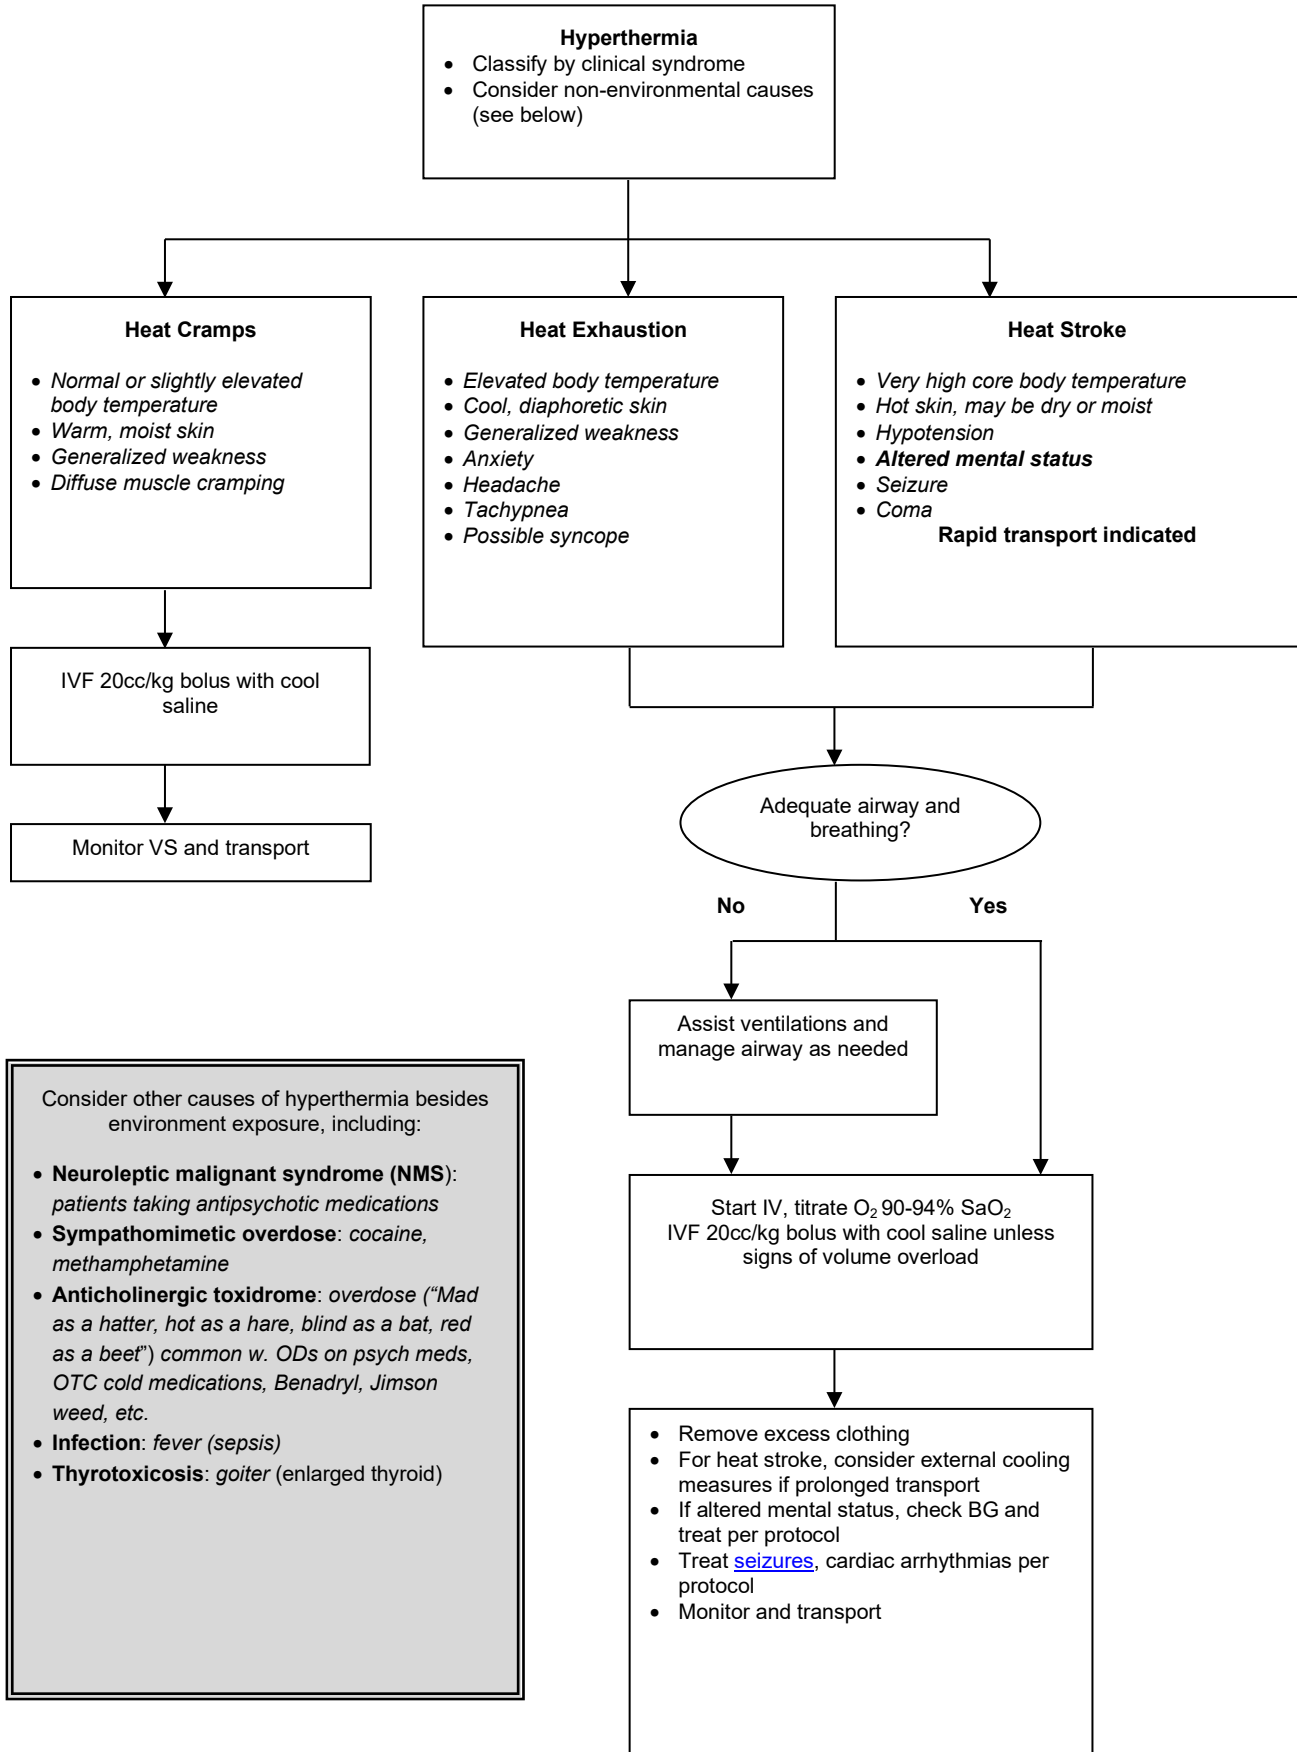 Hyperthermia
• Classify by clinical syndrome
• Consider non-environmental causes
(see below)
Heat Cramps
• Normal or slightly elevated
body temperature
• Warm, moist skin
• Generalized weakness
• Diffuse muscle cramping
Heat Exhaustion
• Elevated body temperature
• Cool, diaphoretic skin
• Generalized weakness
• Anxiety
• Headache
• Tachypnea
• Possible syncope
Heat Stroke
• Very high core body temperature
• Hot skin, may be dry or moist
• Hypotension
• Altered mental status
• Seizure
• Coma
Rapid transport indicated
IVF 20cc/kg bolus with cool
saline
Monitor VS and transport
Adequate airway and
breathing?
No
Yes
Assist ventilations and
manage airway as needed
Start IV, titrate O₂ 90-94% SaO₂
IVF 20cc/kg bolus with cool saline unless
signs of volume overload
• Remove excess clothing
• For heat stroke, consider external cooling
measures if prolonged transport
• If altered mental status, check BG and
treat per protocol
• Treat seizures, cardiac arrhythmias per
protocol
• Monitor and transport
Consider other causes of hyperthermia besides
environment exposure, including:
• Neuroleptic malignant syndrome (NMS):
patients taking antipsychotic medications
• Sympathomimetic overdose: cocaine,
methamphetamine
• Anticholinergic toxidrome: overdose (“Mad
as a hatter, hot as a hare, blind as a bat, red
as a beet”) common w. ODs on psych meds,
OTC cold medications, Benadryl, Jimson
weed, etc.
• Infection: fever (sepsis)
• Thyrotoxicosis: goiter (enlarged thyroid)